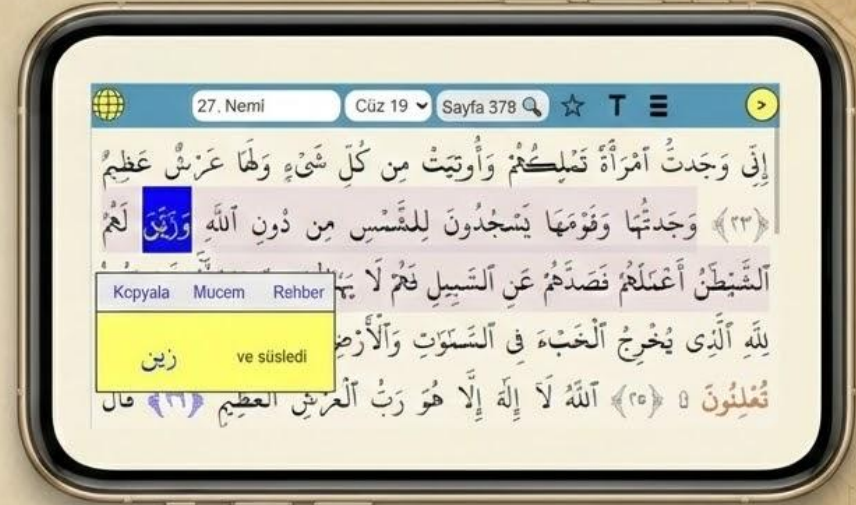 27. Nemi Cüz 19 Sayfa 378 T >
إِنِّى وَجَدتُّ ٱمْرَأَةً تَمْلِكُهُمْ وَأُوتِيَتْ مِن كُلِّ شَىْءٍ وَلَهَا عَرْشٌ عَظِيمٌ
﴿٢٣﴾ وَجَدتُّهَا وَقَوْمَهَا يَسْجُدُونَ لِلشَّمْسِ مِن دُونِ ٱللَّهِ وَزَيَّنَ لَهُمُ
ٱلشَّيْطَٰنُ أَعْمَٰلَهُمْ فَصَدَّهُمْ عَنِ ٱلسَّبِيلِ فَهُمْ لَا
Kcpyala Mucem Rehber
لِلَّهِ ٱلَّذِى يُخْرِجُ ٱلْخَبْءَ فِى ٱلسَّمَٰوَٰتِ وَٱلْأَرْضِ
زين ve süsledi
تُعْلِنُونَ ﴿٢٥﴾ ٱللَّهُ لَآ إِلَٰهَ إِلَّا هُوَ رَبُّ ٱلْعَرْشِ ٱلْعَظِيمِ ﴿٢٦﴾ قَالَ